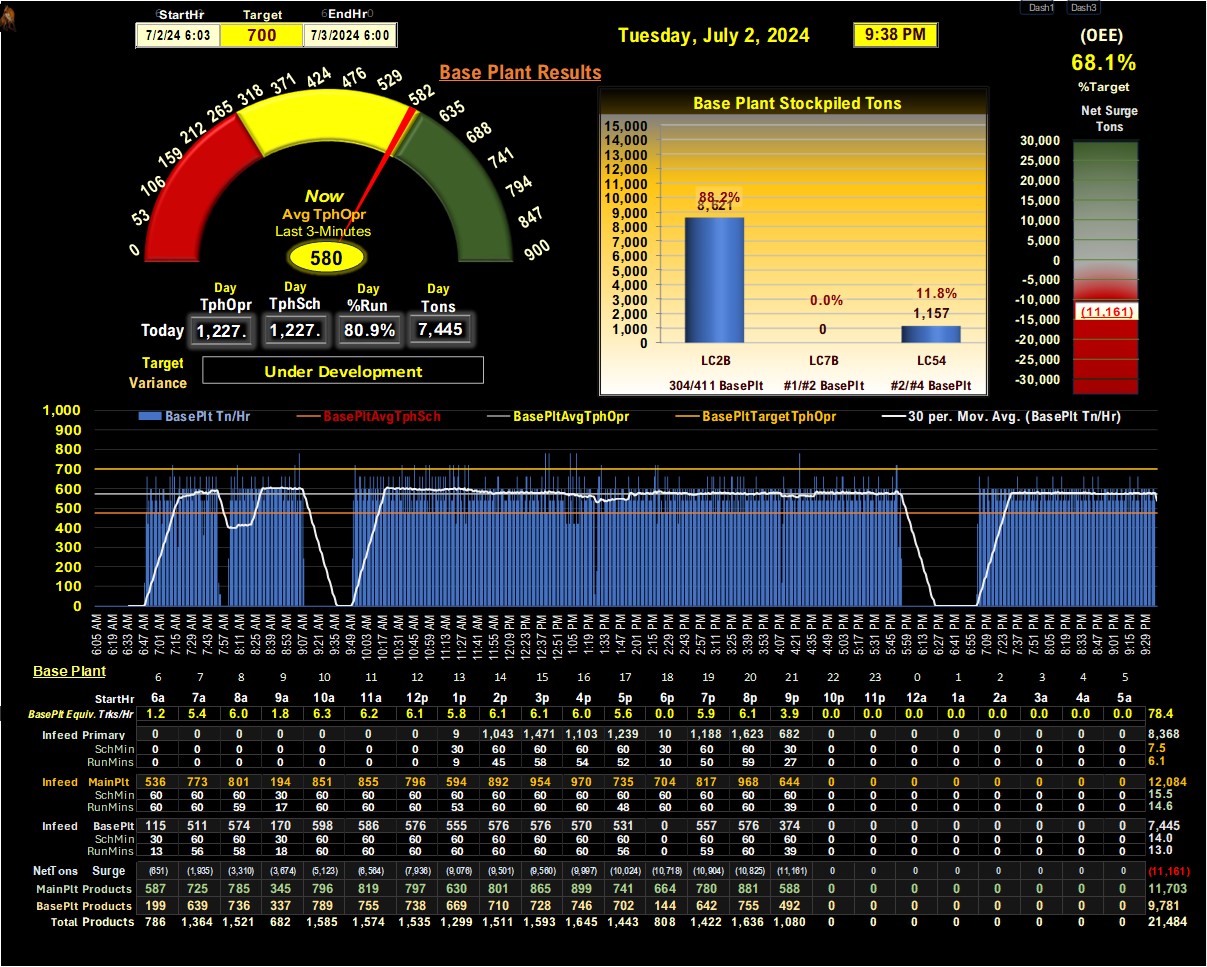 StartHr Target EndHr
7/2/24 6:03 700 7/3/2024 6:00
Tuesday, July 2, 2024 9:38 PM
Dash1 Dash3
(OEE)
68.1%
%Target
Net Surge
Tons
Base Plant Results
0 53 106 159 212 265 318 371 424 476 529 582 635 688 741 794 847 900
Now
Avg TphOpr
Last 3-Minutes
580
Day Day Day Day
TphOpr TphSch %Run Tons
Today 1,227. 1,227. 80.9% 7,445
Target
Variance
Under Development
Base Plant Stockpiled Tons
15,000
14,000
13,000
12,000
11,000
10,000
9,000
8,000
7,000
6,000
5,000
4,000
3,000
2,000
1,000
0
88.2% 0.0% 11.8%
8,621 0 1,157
LC2B LC7B LC54
304/411 BasePlt #1/#2 BasePlt #2/#4 BasePlt
30,000
25,000
20,000
15,000
10,000
5,000
0
-5,000
-10,000
-15,000
-20,000
-25,000
-30,000
(11,161)
BasePlt Tn/Hr BasePltAvgTphSch BasePltAvgTphOpr BasePltTargetTphOpr 30 per. Mov. Avg. (BasePlt Tn/Hr)
1,000
900
800
700
600
500
400
300
200
100
0
6:05 AM 6:19 AM 6:33 AM 6:47 AM 7:01 AM 7:15 AM 7:29 AM 7:43 AM 7:57 AM 8:11 AM 8:25 AM 8:39 AM 8:53 AM 9:07 AM 9:21 AM 9:35 AM 9:49 AM 10:03 AM 10:17 AM 10:31 AM 10:45 AM 10:59 AM 11:13 AM 11:27 AM 11:41 AM 11:55 AM 12:09 PM 12:23 PM 12:37 PM 12:51 PM 1:05 PM 1:19 PM 1:33 PM 1:47 PM 2:01 PM 2:15 PM 2:29 PM 2:43 PM 2:57 PM 3:11 PM 3:25 PM 3:39 PM 3:53 PM 4:07 PM 4:21 PM 4:35 PM 4:49 PM 5:03 PM 5:17 PM 5:31 PM 5:45 PM 5:59 PM 6:13 PM 6:27 PM 6:41 PM 6:55 PM 7:09 PM 7:23 PM 7:37 PM 7:51 PM 8:05 PM 8:19 PM 8:33 PM 8:47 PM 9:01 PM 9:15 PM 9:29 PM
Base Plant
6 7 8 9 10 11 12 13 14 15 16 17 18 19 20 21 22 23 0 1 2 3 4 5
StartHr 6a 7a 8a 9a 10a 11a 12p 1p 2p 3p 4p 5p 6p 7p 8p 9p 10p 11p 12a 1a 2a 3a 4a 5a
BasePlt Equiv. Trks/Hr 1.2 5.4 6.0 1.8 6.3 6.2 6.1 5.8 6.1 6.1 6.0 5.6 0.0 5.9 6.1 3.9 0.0 0.0 0.0 0.0 0.0 0.0 0.0 0.0 78.4
Infeed Primary 0 0 0 0 0 0 0 9 1,043 1,471 1,103 1,239 10 1,188 1,623 682 0 0 0 0 0 0 0 0 8,368
SchMin 0 0 0 0 0 0 0 30 60 60 60 60 30 60 60 30 0 0 0 0 0 0 0 0 7.5
RunMins 0 0 0 0 0 0 0 9 45 58 54 52 10 50 59 27 0 0 0 0 0 0 0 0 6.1
Infeed MainPlt 536 773 801 194 851 855 796 594 892 954 970 735 704 817 968 644 0 0 0 0 0 0 0 0 12,084
SchMin 60 60 60 30 60 60 60 60 60 60 60 60 60 60 60 60 0 0 0 0 0 0 0 0 15.5
RunMins 60 60 59 17 60 60 60 53 60 60 60 48 60 60 60 39 0 0 0 0 0 0 0 0 14.6
Infeed BasePlt 115 511 574 170 598 586 576 555 576 576 570 531 0 557 576 374 0 0 0 0 0 0 0 0 7,445
SchMin 30 60 60 30 60 60 60 60 60 60 60 60 0 60 60 60 0 0 0 0 0 0 0 0 14.0
RunMins 13 56 58 18 60 60 60 60 60 60 60 56 0 59 60 39 0 0 0 0 0 0 0 0 13.0
NetTons Surge (651) (1,935) (3,310) (3,674) (5,123) (6,564) (7,936) (9,076) (9,501) (9,560) (9,997) (10,024) (10,718) (10,904) (10,825) (11,161) 0 0 0 0 0 0 0 0 (11,161)
MainPlt Products 587 725 785 345 796 819 797 630 801 865 899 741 664 780 881 588 0 0 0 0 0 0 0 0 11,703
BasePlt Products 199 639 736 337 789 755 738 669 710 728 746 702 144 642 755 492 0 0 0 0 0 0 0 0 9,781
Total Products 786 1,364 1,521 682 1,585 1,574 1,535 1,299 1,511 1,593 1,645 1,443 808 1,422 1,636 1,080 0 0 0 0 0 0 0 0 21,484